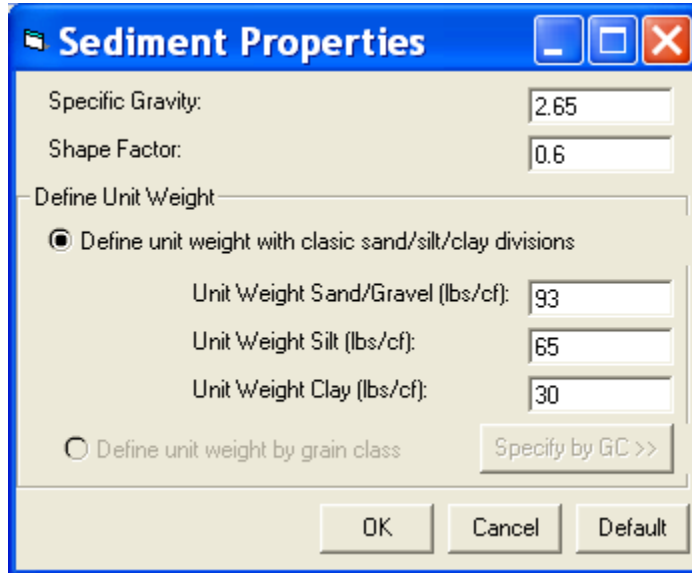 Sediment Properties
Specific Gravity: 2.65
Shape Factor: 0.6
Define Unit Weight
Define unit weight with clasic sand/silt/clay divisions
Unit Weight Sand/Gravel (lbs/cf): 93
Unit Weight Silt (lbs/cf): 65
Unit Weight Clay (lbs/cf): 30
Define unit weight by grain class Specify by GC >>
OK Cancel Default